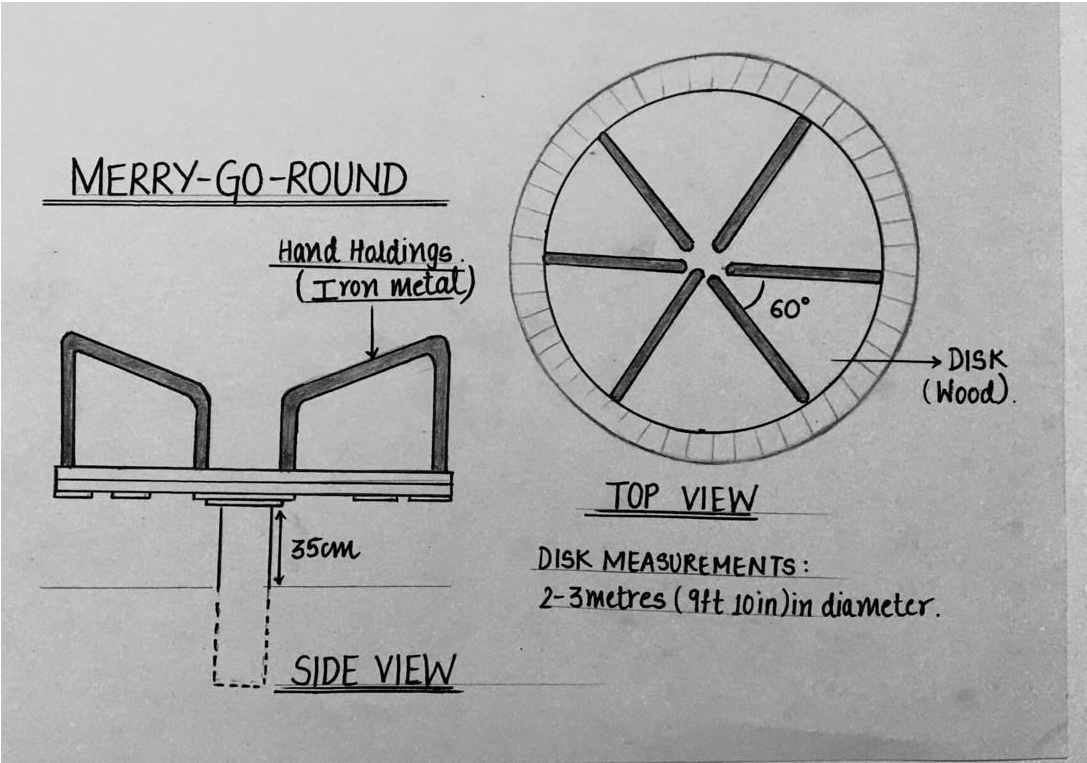 MERRY-GO-ROUND
Hand Holdings.
(Iron metal)
35cm
SIDE VIEW
60°
DISK
(Wood).
TOP VIEW
DISK MEASUREMENTS:
2-3metres (9ft 10in)in diameter.